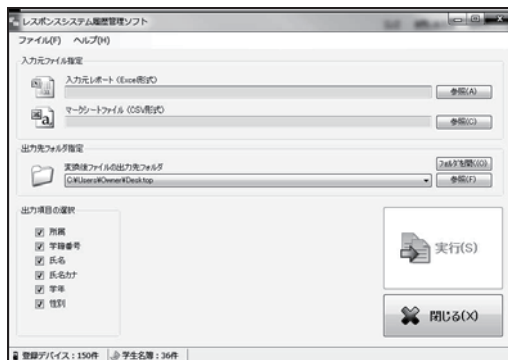 レスポンスシステム履歴管理ソフト
ファイル(F) ヘルプ(H)
入力元ファイル指定
入力元レポート (Excel形式)
参照(A)
マークシートファイル (CSV形式)
参照(C)
出力先フォルダ指定
変換後ファイルの出力先フォルダ
フォルダを開く(O)
C:¥Users¥Owner¥Desktop
参照(F)
出力項目の選択
所属
学籍番号
氏名
氏名カナ
学年
性別
実行(S)
閉じる(X)
登録デバイス：150件 学生名簿：36件